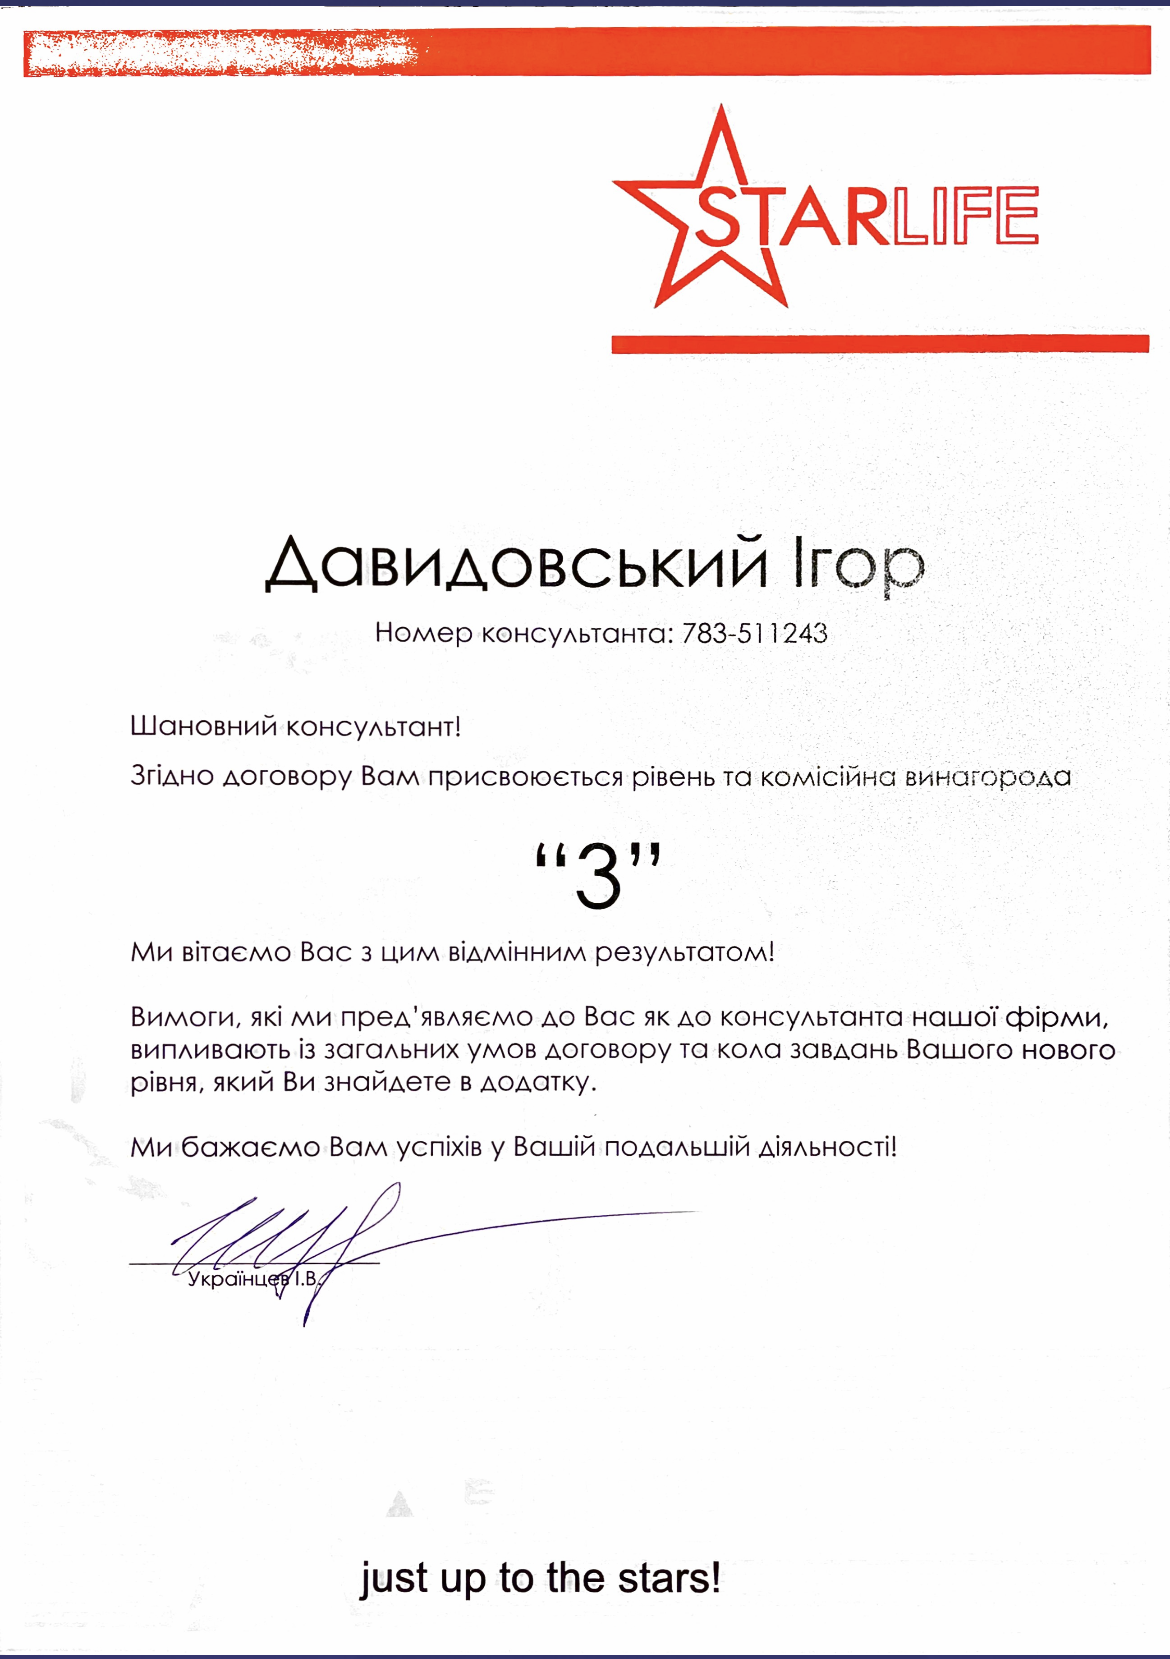 STARLIFE
Давидовський Ігор
Номер консультанта: 783-511243
Шановний консультант!
Згідно договору Вам присвоюється рівень та комісійна винагорода
“3”
Ми вітаємо Вас з цим відмінним результатом!
Вимоги, які ми пред’являємо до Вас як до консультанта нашої фірми,
випливають із загальних умов договору та кола завдань Вашого нового
рівня, який Ви знайдете в додатку.
Ми бажаємо Вам успіхів у Вашій подальшій діяльності!
Українцев І.В.
just up to the stars!